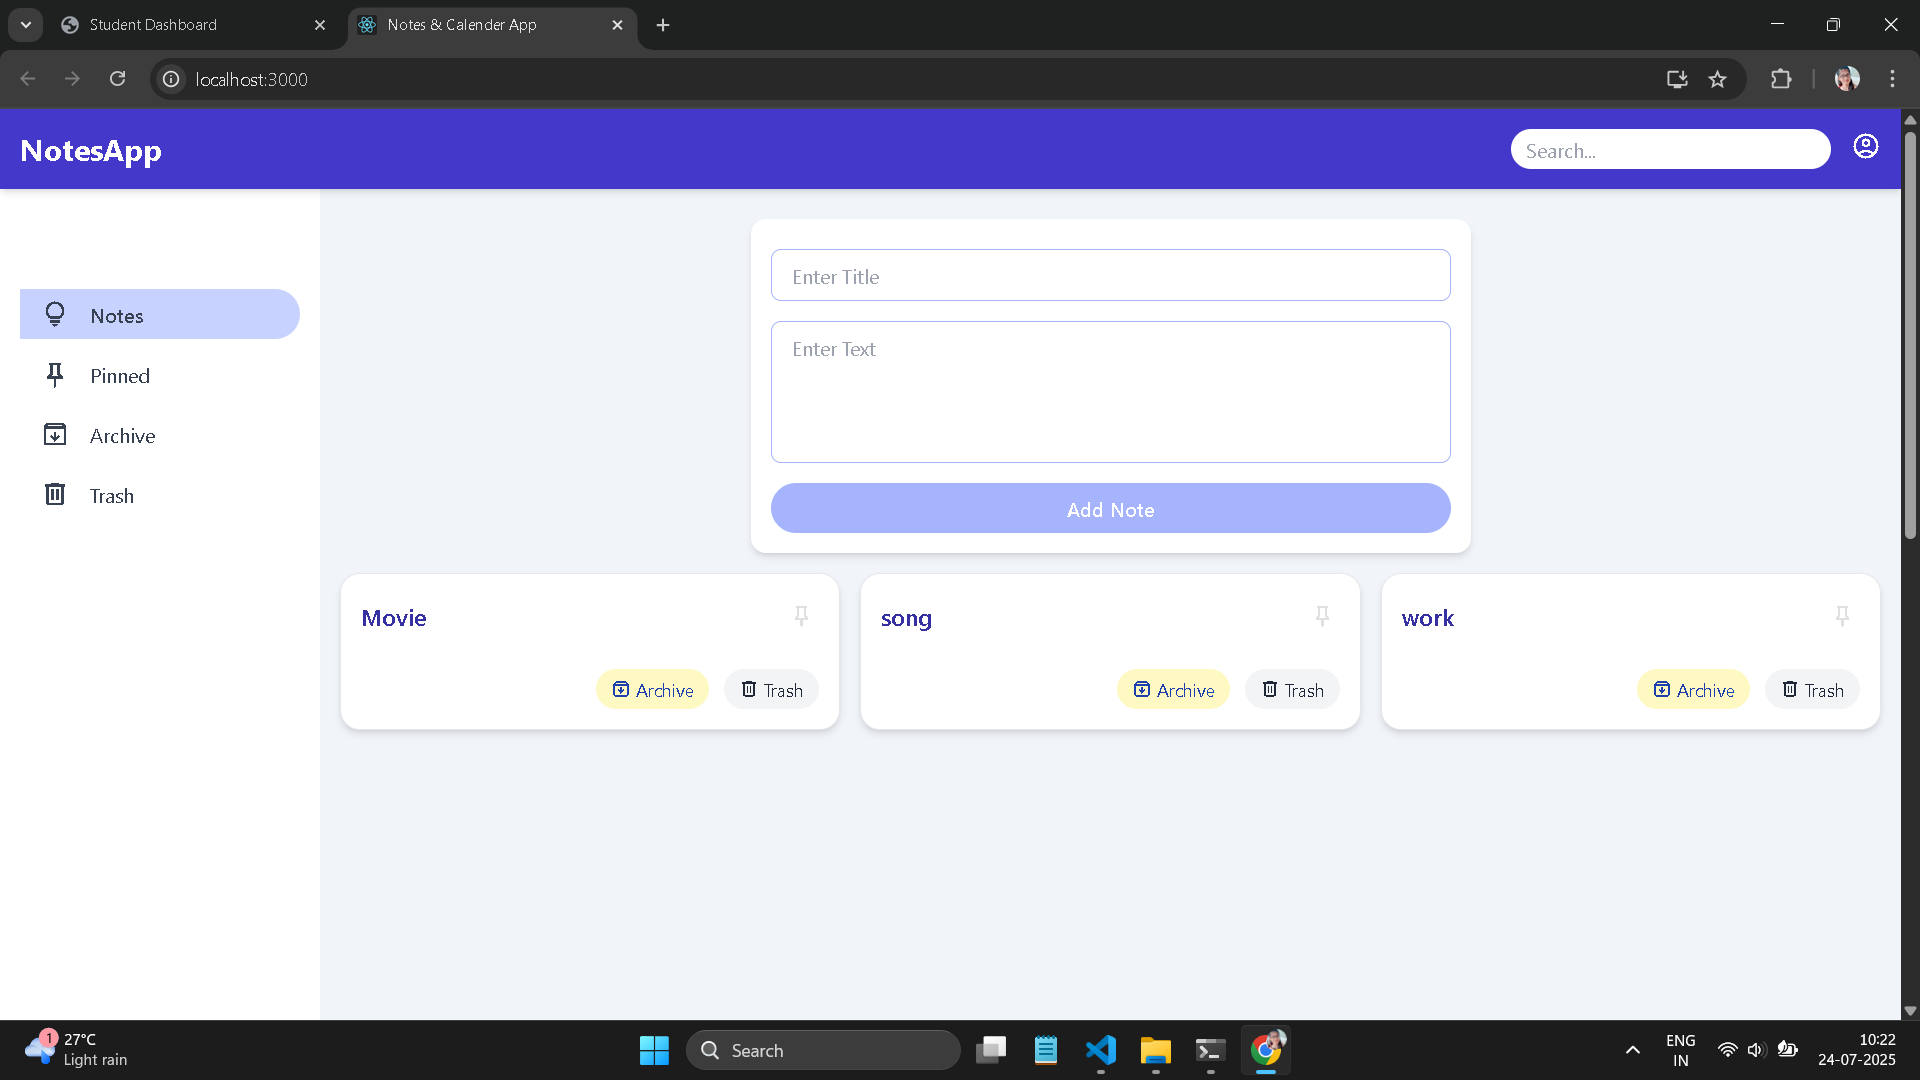 Student Dashboard
Notes & Calender App
localhost:3000
NotesApp
Search...
Notes
Pinned
Archive
Trash
Enter Title
Enter Text
Add Note
Movie
Archive Trash
song
Archive Trash
work
Archive Trash
1
27°C
Light rain
Search
ENG
IN
10:22
24-07-2025